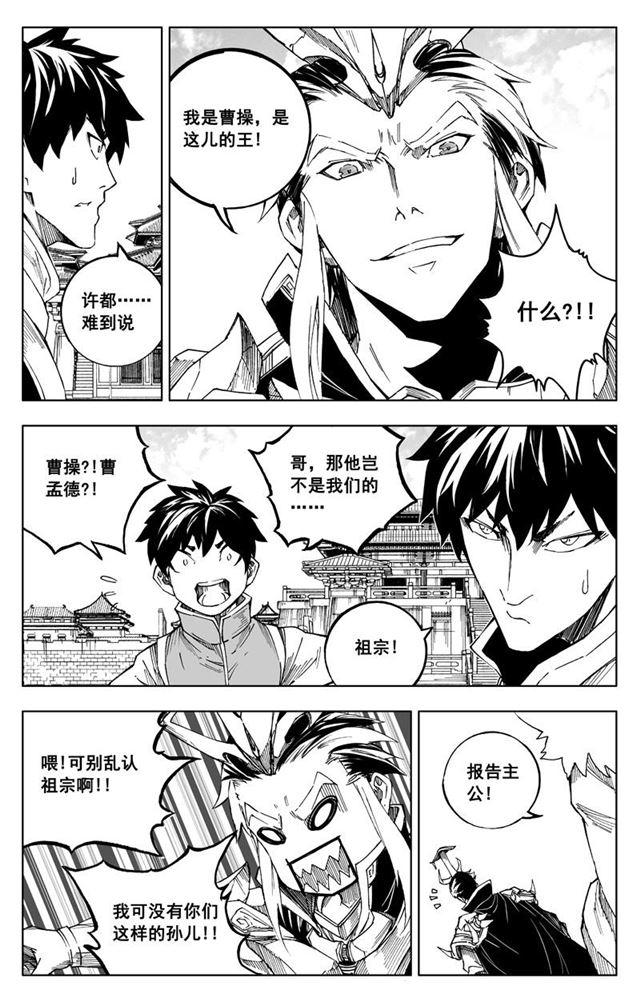 许都……
难到说
我是曹操，是
这儿的王!
什么?!!
曹操?!曹
孟德?!
哥，那他岂
不是我们的
……
祖宗!
喂!可别乱认
祖宗啊!!
我可没有你们
这样的孙儿!!
报告主
公!